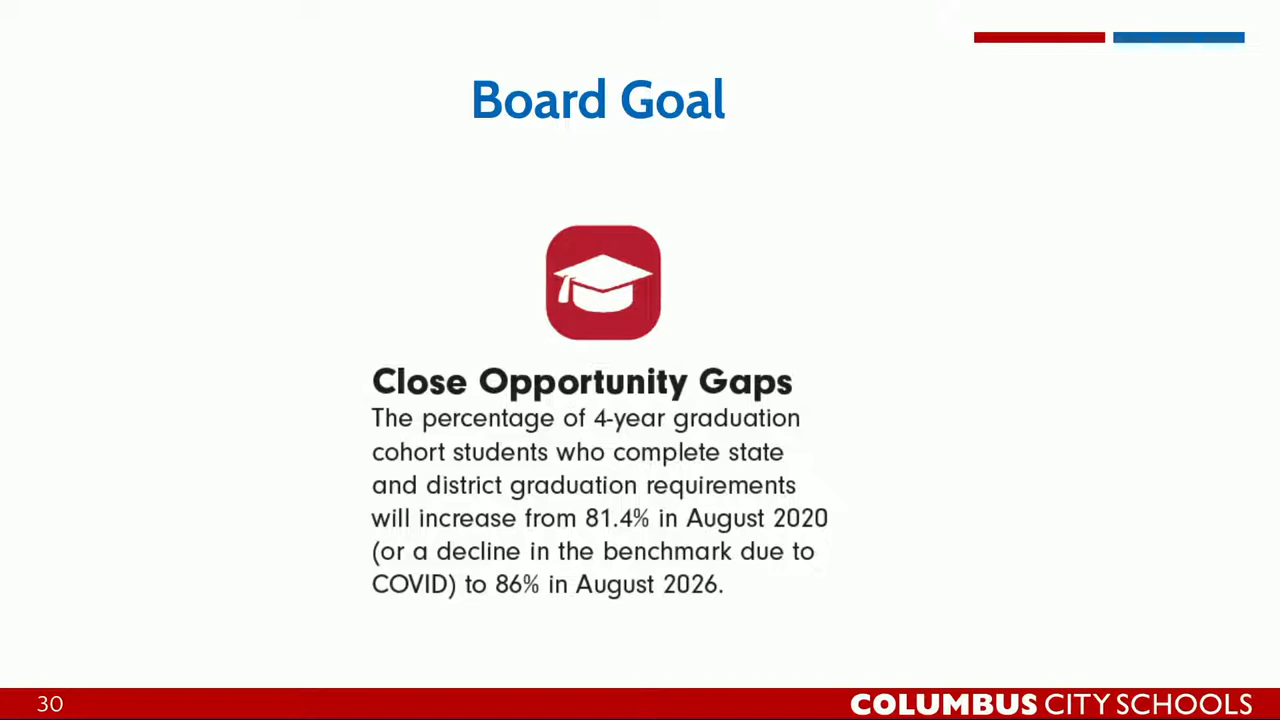 Board Goal
Close Opportunity Gaps
The percentage of 4-year graduation
cohort students who complete state
and district graduation requirements
will increase from 81.4% in August 2020
(or a decline in the benchmark due to
COVID) to 86% in August 2026.
30
COLUMBUS CITY SCHOOLS